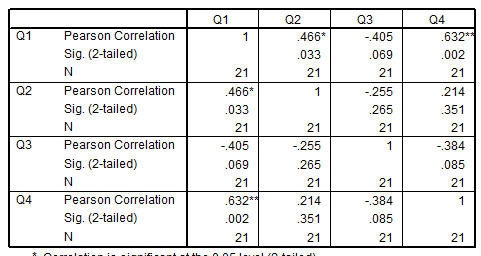 Q1 Q2 Q3 Q4
Q1 Pearson Correlation 1 .466* -.405 .632**
Sig. (2-tailed) .033 .069 .002
N 21 21 21 21
Q2 Pearson Correlation .466* 1 -.255 .214
Sig. (2-tailed) .033 .265 .351
N 21 21 21 21
Q3 Pearson Correlation -.405 -.255 1 -.384
Sig. (2-tailed) .069 .265 .085
N 21 21 21 21
Q4 Pearson Correlation .632** .214 -.384 1
Sig. (2-tailed) .002 .351 .085
N 21 21 21 21
*. Correlation is significant at the 0.05 level (2-tailed).